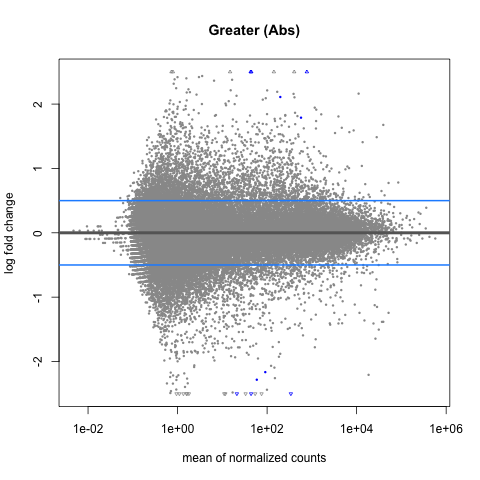 Greater (Abs)
log fold change
2
1
0
-1
-2
1e-02 1e+00 1e+02 1e+04 1e+06
mean of normalized counts